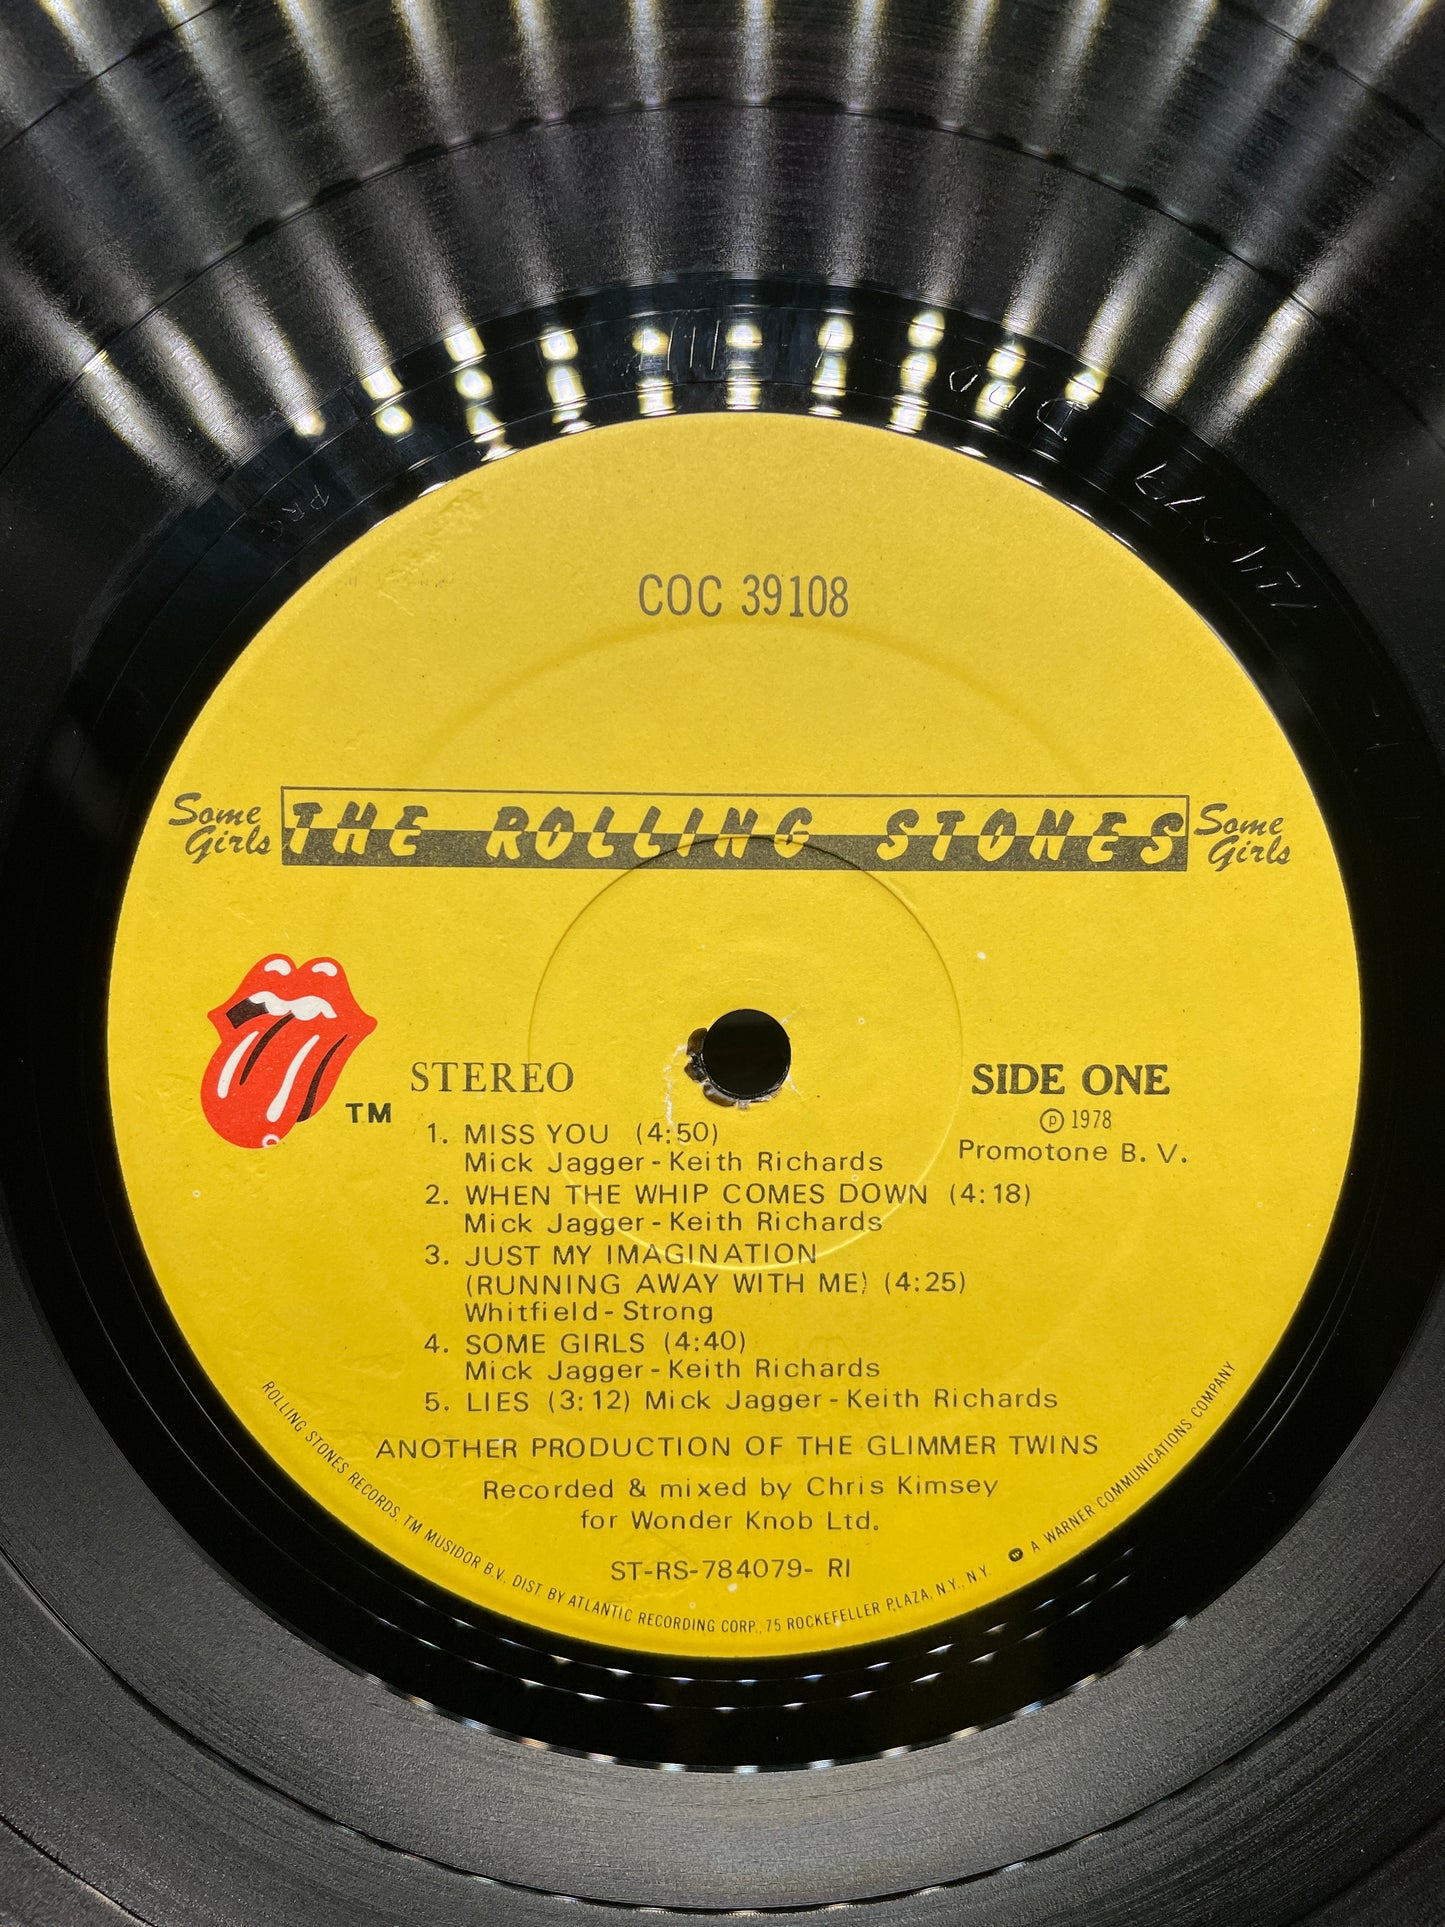 COC 39108
Some Girls THE ROLLING STONES Some Girls
STEREO
SIDE ONE
℗ 1978
Promotone B. V.
TM
1. MISS YOU (4:50)
Mick Jagger - Keith Richards
2. WHEN THE WHIP COMES DOWN (4:18)
Mick Jagger - Keith Richards
3. JUST MY IMAGINATION
(RUNNING AWAY WITH ME) (4:25)
Whitfield - Strong
4. SOME GIRLS (4:40)
Mick Jagger - Keith Richards
5. LIES (3:12) Mick Jagger - Keith Richards
ANOTHER PRODUCTION OF THE GLIMMER TWINS
Recorded & mixed by Chris Kimsey
for Wonder Knob Ltd.
ST-RS-784079- RI
ROLLING STONES RECORDS, TM MUSIDOR B.V., DIST. BY ATLANTIC RECORDING CORP., 75 ROCKEFELLER PLAZA, N.Y., N.Y. A WARNER COMMUNICATIONS COMPANY